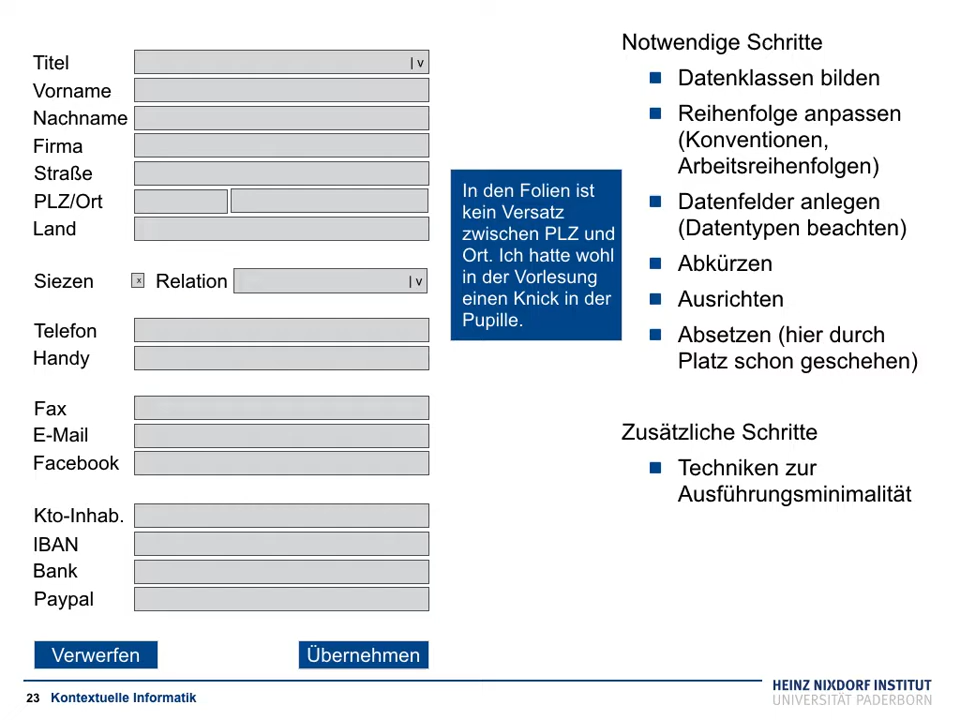 Titel | v
Vorname
Nachname
Firma
Straße
PLZ/Ort
Land
Siezen x Relation | v
Telefon
Handy
Fax
E-Mail
Facebook
Kto-Inhab.
IBAN
Bank
Paypal
Verwerfen
Übernehmen
In den Folien ist
kein Versatz
zwischen PLZ und
Ort. Ich hatte wohl
in der Vorlesung
einen Knick in der
Pupille.
Notwendige Schritte
Datenklassen bilden
Reihenfolge anpassen
(Konventionen,
Arbeitsreihenfolgen)
Datenfelder anlegen
(Datentypen beachten)
Abkürzen
Ausrichten
Absetzen (hier durch
Platz schon geschehen)
Zusätzliche Schritte
Techniken zur
Ausführungsminimalität
23 Kontextuelle Informatik
HEINZ NIXDORF INSTITUT
UNIVERSITÄT PADERBORN